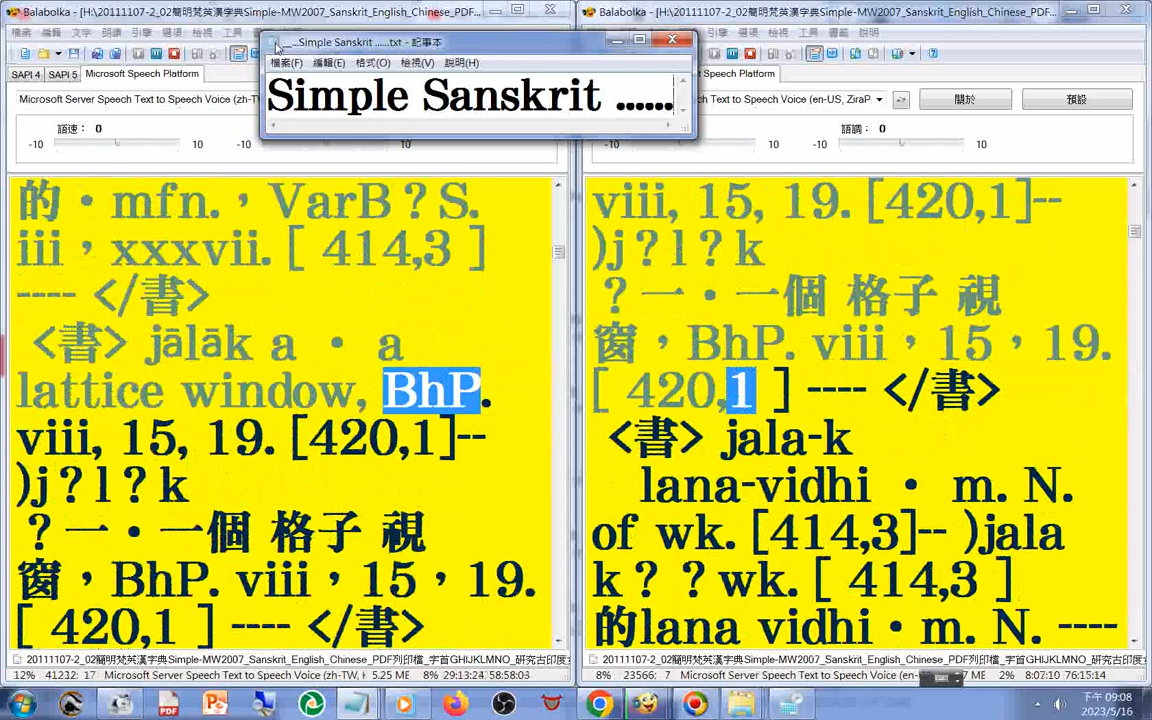 Balabolka - [H:\20111107-2_02簡明梵英漢字典Simple-MW2007_Sanskrit_English_Chinese_PDF...
Balabolka - [H:\20111107-2_02簡明梵英漢字典Simple-MW2007_Sanskrit_English_Chinese_PDF...
檔案 編輯 文字 朗讀 檢視 工具
...Simple Sanskrit ......txt - 記事本
檔案(F) 編輯(E) 格式(O) 檢視(V) 說明(H)
Simple Sanskrit ......
SAPI 4 SAPI 5 Microsoft Speech Platform
t Speech Platform
Microsoft Server Speech Text to Speech Voice (zh-TW
Microsoft Server Speech Text to Speech Voice (en-US, ZiraP
關於
預設
語速： 0
語調： 0
-10 10 -10 10
-10 10 -10 10
的・mfn.，VarB？S.
iii，xxxvii. [ 414,3 ]
---- </書>
<書> jālāk a ・ a
lattice window, BhP.
viii, 15, 19. [420,1]--
)j？l？k
？一・一個 格子 視
窗，BhP. viii，15，19.
[ 420,1 ] ---- </書>
viii, 15, 19. [420,1]--
)j？l？k
？一・一個 格子 視
窗，BhP. viii，15，19.
[ 420,1 ] ---- </書>
<書> jala-k
lana-vidhi ・ m. N.
of wk. [414,3]-- )jala
k？？wk. [ 414,3 ]
的lana vidhi・m. N. ----
20111107-2_02簡明梵英漢字典Simple-MW2007_Sanskrit_English_Chinese_PDF列印檔_字首GHIJKLMNO_研究古印度
20111107-2_02簡明梵英漢字典Simple-MW2007_Sanskrit_English_Chinese_PDF列印檔_字首GHIJKLMNO_研究古印度
12% 41232: 17 Microsoft Server Speech Text to Speech Voice (zh-TW, 5.25 ME 8% 29:13:24 58:58:03
8% 23566: 7 Microsoft Server Speech Text to Speech Voice 2% 8:07:10 76:15:14
下午 09:08
2023/5/16